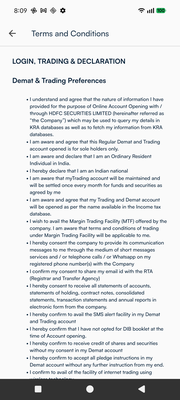 8:09
Terms and Conditions
LOGIN, TRADING & DECLARATION
Demat & Trading Preferences
• I understand and agree that the nature of information I have
provided for the purpose of Online Account Opening with /
through HDFC SECURITIES LIMITED (hereinafter referred as
"the Company") which may be used to query my details in
KRA databases as well as to fetch my information from KRA
databases.
• I am aware and agree that this Regular Demat and Trading
account opened is for sole holders only.
• I am aware and declare that I am an Ordinary Resident
Individual in India.
• I hereby declare that I am an Indian national
• I am aware that myTrading account will be maintained and
will be settled once every month for funds and securities as
agreed by me
• I am aware and agree that my Trading and Demat account
will be opened as per the name available in the Income tax
database.
• I wish to avail the Margin Trading Facility (MTF) offered by the
company. I am aware that terms and conditions of trading
under Margin Trading Facility will be applicable to me.
• I hereby consent the company to provide its communication
messages to me through the medium of short messages
services and / or telephone calls / or Whatsapp on my
registered phone number(s) with the Company
• I confirm my consent to share my email id with the RTA
(Registrar and Transfer Agency)
• I hereby consent to receive all statements of accounts,
statements of holding, contract notes, consolidated
statements, transaction statements and annual reports in
electronic form from the company.
• I hereby confirm to avail the SMS alert facility in my Demat
and Trading account
• I hereby confirm that I have not opted for DIB booklet at the
time of Account opening.
• I hereby confirm to receive credit of shares and securities
without my consent in my Demat account
• I hereby confirm to accept all pledge instructions in my
Demat account without any further instruction from my end.
• I confirm to avail of the facility of internet trading using